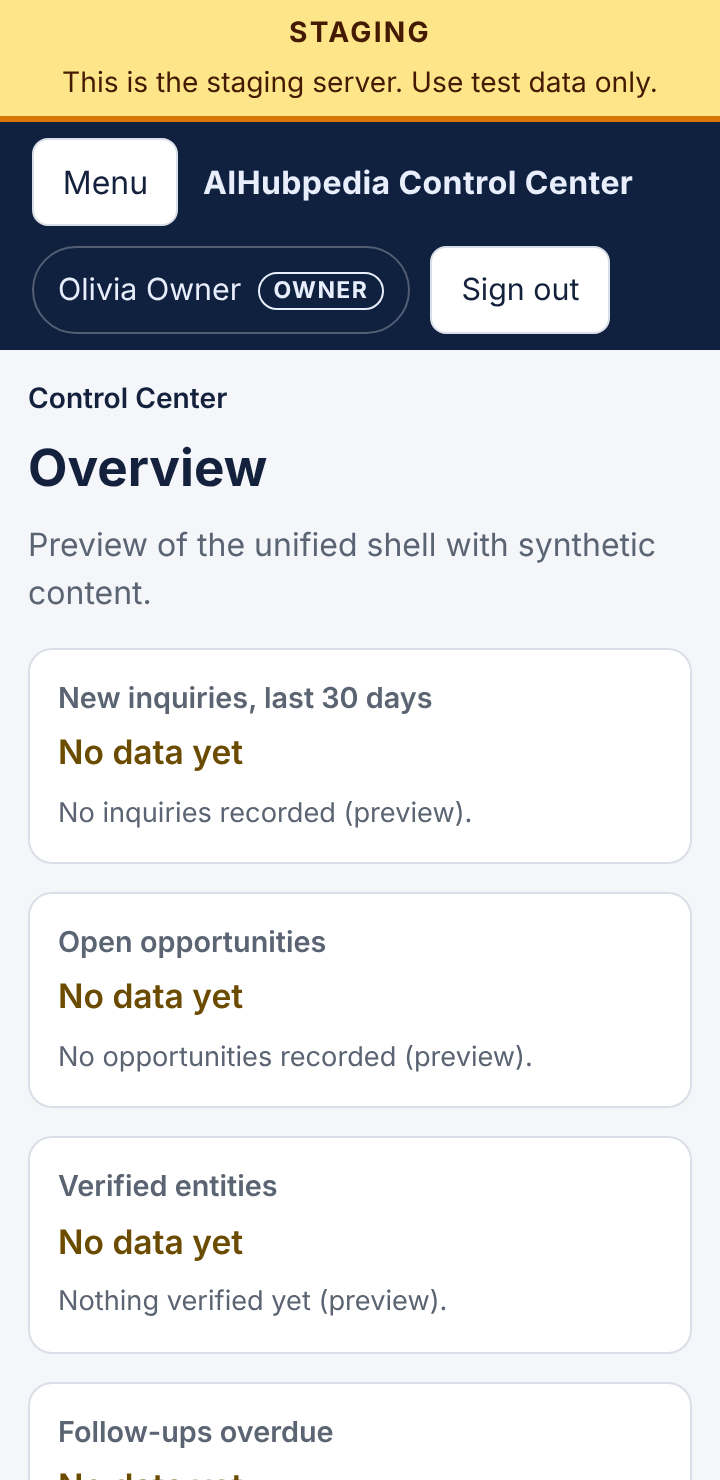 STAGING
This is the staging server. Use test data only.
Menu
AIHubpedia Control Center
Olivia Owner
OWNER
Sign out
Control Center
Overview
Preview of the unified shell with synthetic
content.
New inquiries, last 30 days
No data yet
No inquiries recorded (preview).
Open opportunities
No data yet
No opportunities recorded (preview).
Verified entities
No data yet
Nothing verified yet (preview).
Follow-ups overdue